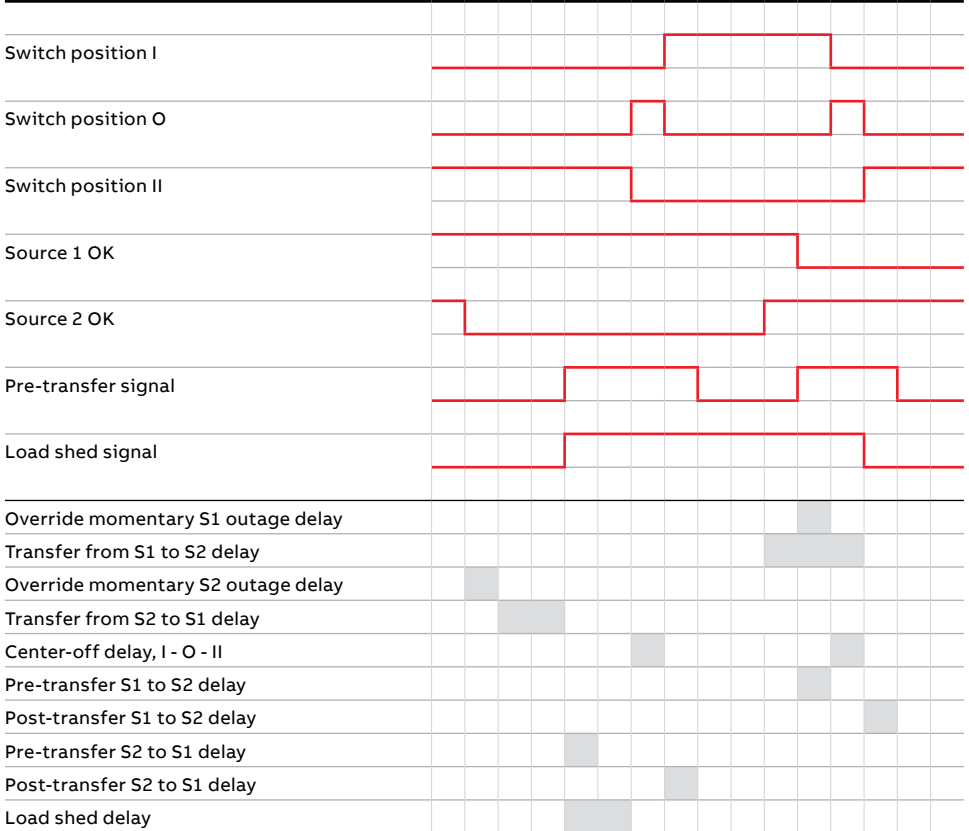 Switch position I
Switch position O
Switch position II
Source 1 OK
Source 2 OK
Pre-transfer signal
Load shed signal
Override momentary S1 outage delay
Transfer from S1 to S2 delay
Override momentary S2 outage delay
Transfer from S2 to S1 delay
Center-off delay, I - O - II
Pre-transfer S1 to S2 delay
Post-transfer S1 to S2 delay
Pre-transfer S2 to S1 delay
Post-transfer S2 to S1 delay
Load shed delay